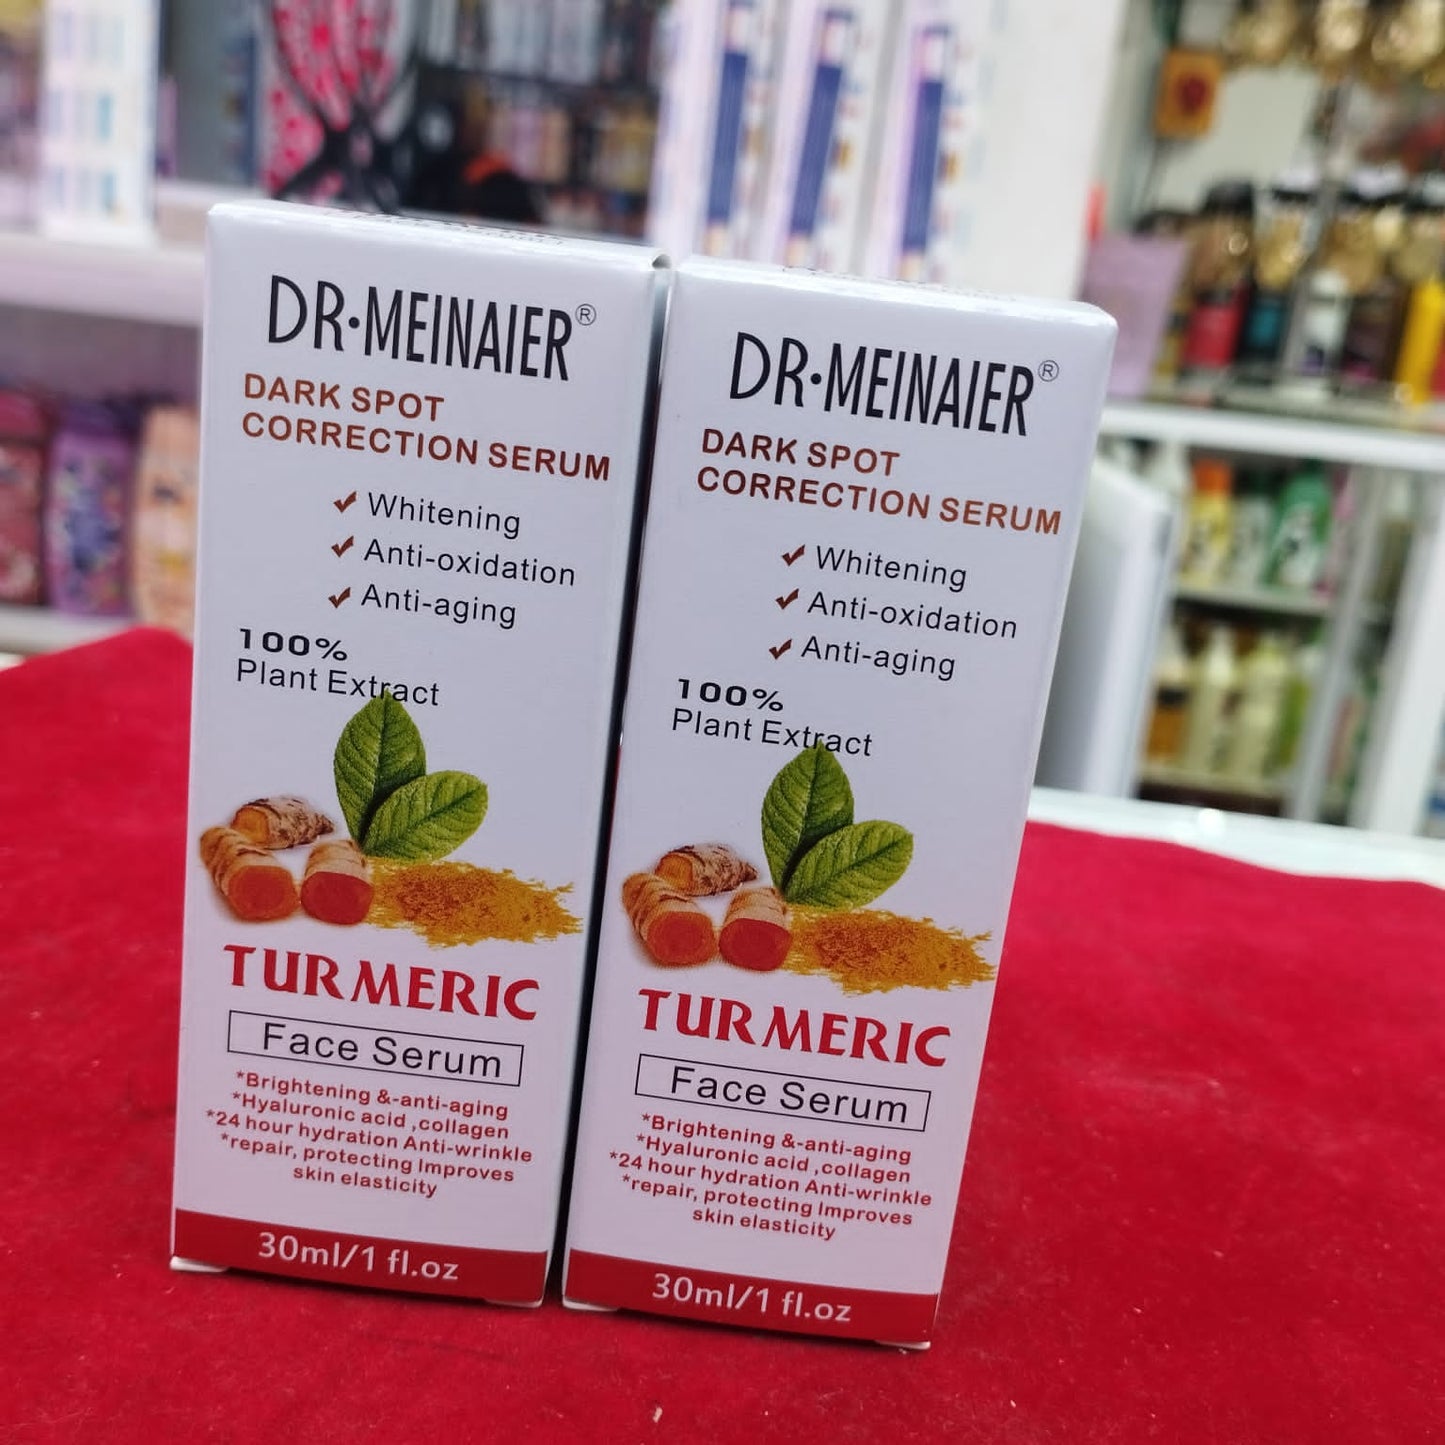 DR·MEINAIER®
DARK SPOT
CORRECTION SERUM
Whitening
Anti-oxidation
Anti-aging
100%
Plant Extract
TURMERIC
Face Serum
*Brightening &-anti-aging
*Hyaluronic acid ,collagen
*24 hour hydration Anti-wrinkle
*repair, protecting Improves
skin elasticity
30ml/1 fl.oz
DR·MEINAIER®
DARK SPOT
CORRECTION SERUM
Whitening
Anti-oxidation
Anti-aging
100%
Plant Extract
TURMERIC
Face Serum
*Brightening &-anti-aging
*Hyaluronic acid ,collagen
*24 hour hydration Anti-wrinkle
*repair, protecting Improves
skin elasticity
30ml/1 fl.oz